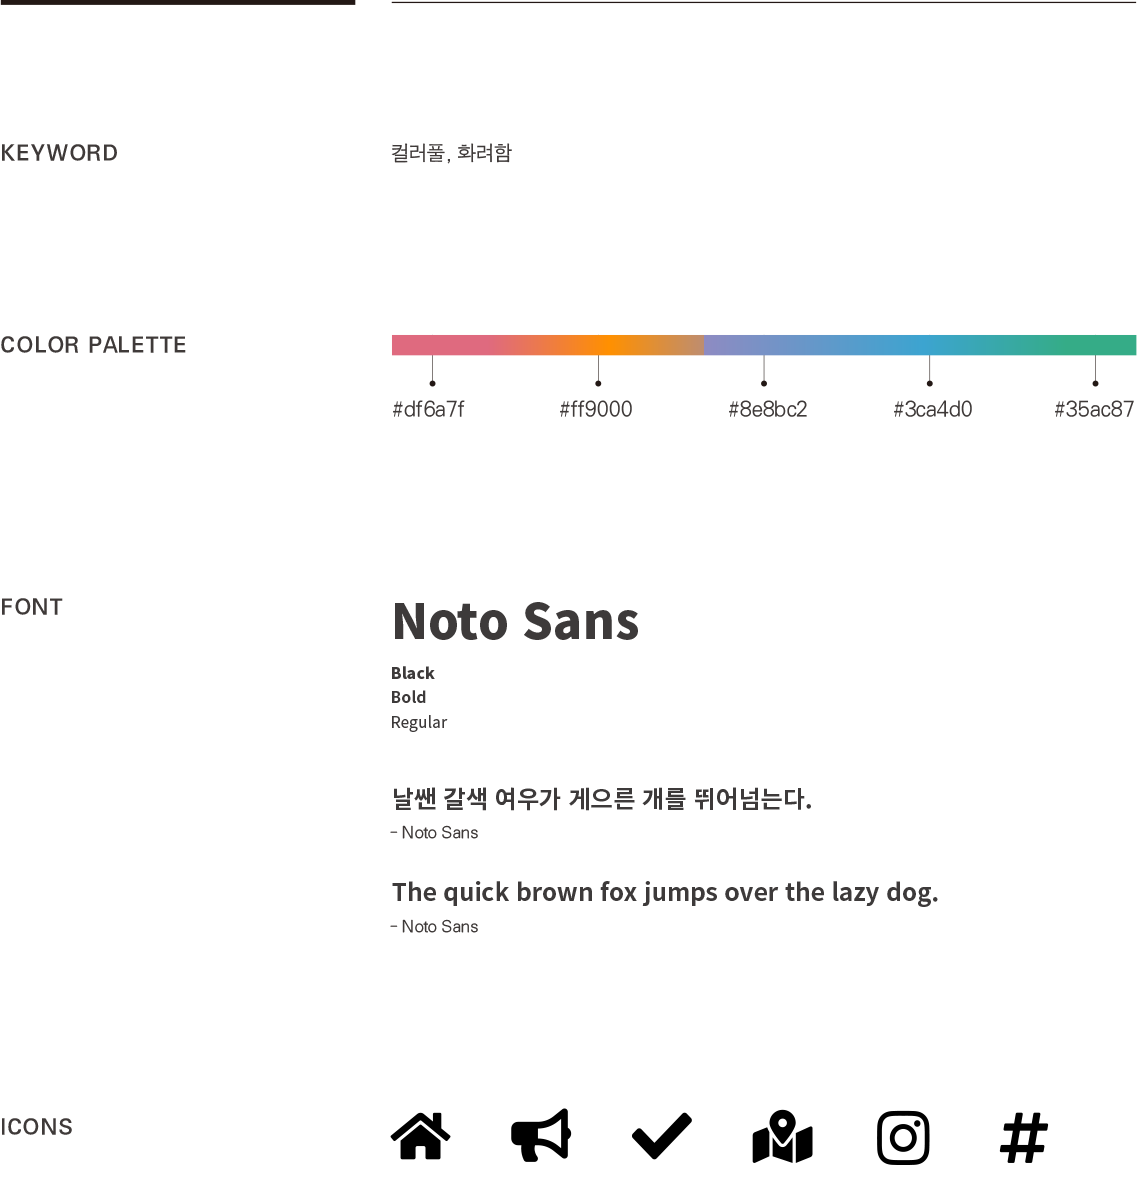 KEYWORD
컬러풀, 화려함
COLOR PALETTE
#df6a7f
#ff9000
#8e8bc2
#3ca4d0
#35ac87
FONT
Noto Sans
Black
Bold
Regular
날쌘 갈색 여우가 게으른 개를 뛰어넘는다.
- Noto Sans
The quick brown fox jumps over the lazy dog.
- Noto Sans
ICONS